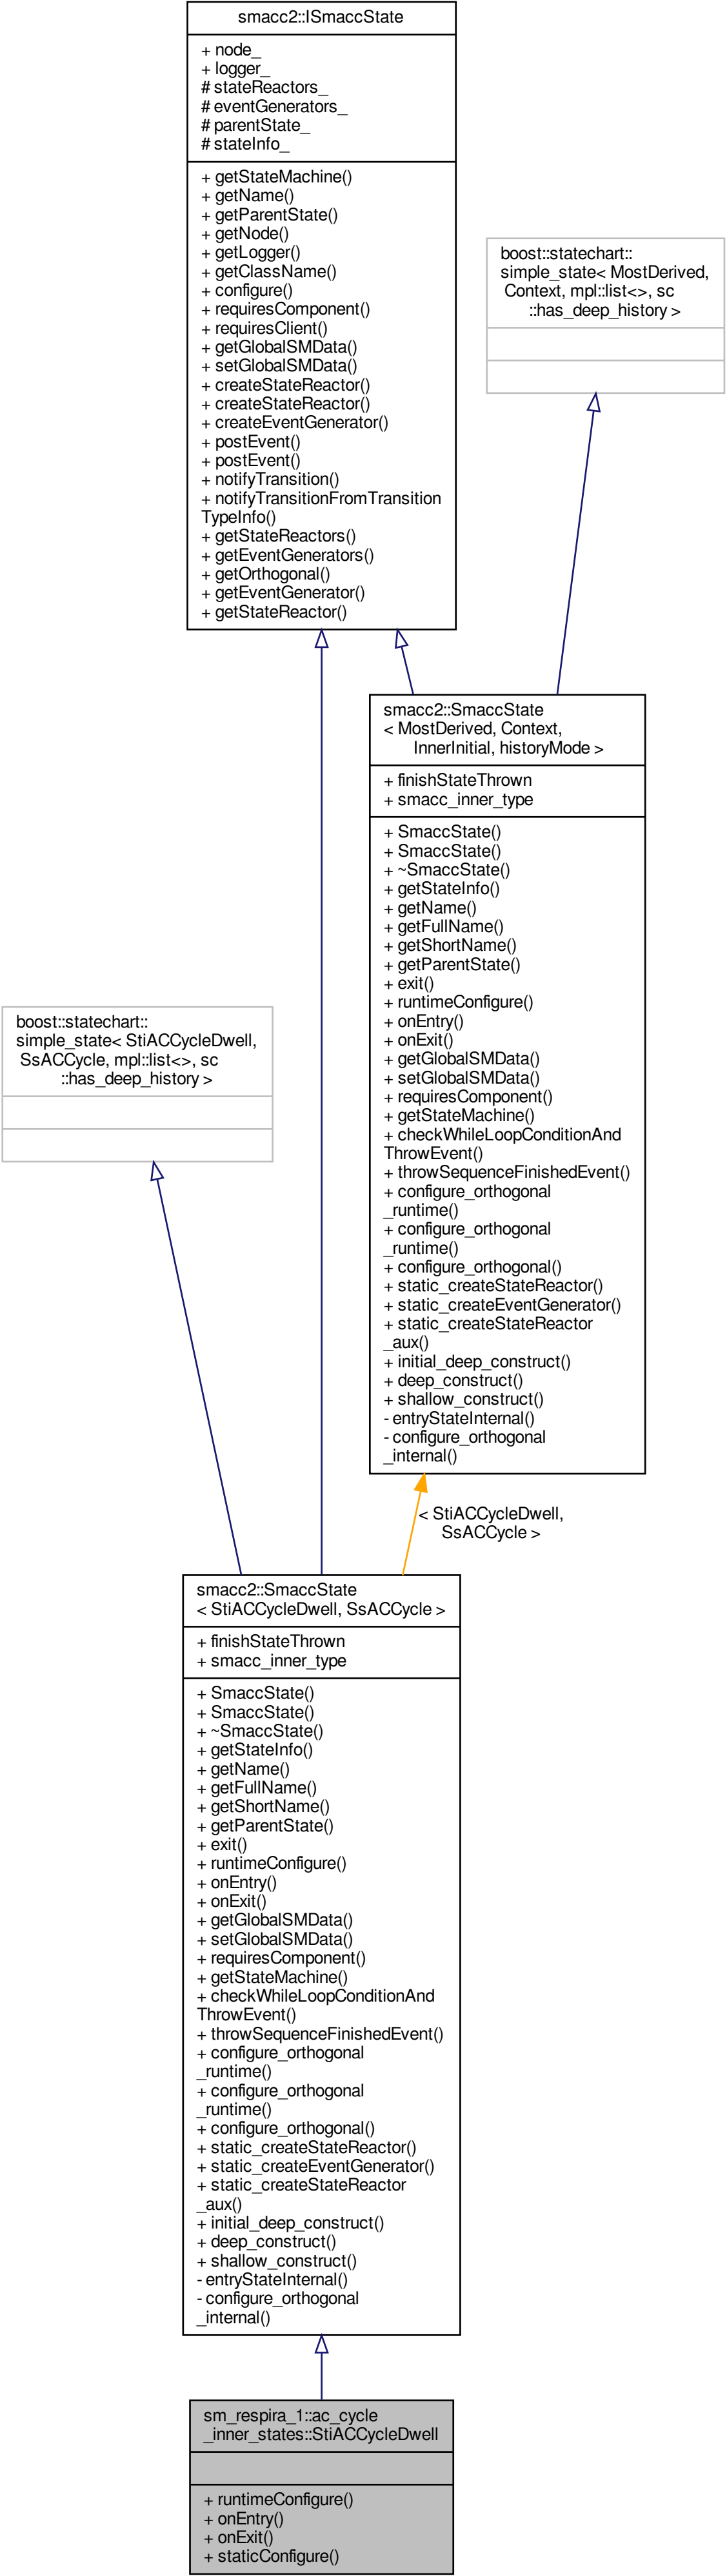 smacc2::ISmaccState
+ node_
+ logger_
# stateReactors_
# eventGenerators_
# parentState_
# stateInfo_
+ getStateMachine()
+ getName()
+ getParentState()
+ getNode()
+ getLogger()
+ getClassName()
+ configure()
+ requiresComponent()
+ requiresClient()
+ getGlobalSMData()
+ setGlobalSMData()
+ createStateReactor()
+ createStateReactor()
+ createEventGenerator()
+ postEvent()
+ postEvent()
+ notifyTransition()
+ notifyTransitionFromTransition
TypeInfo()
+ getStateReactors()
+ getEventGenerators()
+ getOrthogonal()
+ getEventGenerator()
+ getStateReactor()
boost::statechart::
simple_state< MostDerived,
Context, mpl::list<>, sc
::has_deep_history >
smacc2::SmaccState
< MostDerived, Context,
InnerInitial, historyMode >
+ finishStateThrown
+ smacc_inner_type
+ SmaccState()
+ SmaccState()
+ ~SmaccState()
+ getStateInfo()
+ getName()
+ getFullName()
+ getShortName()
+ getParentState()
+ exit()
+ runtimeConfigure()
+ onEntry()
+ onExit()
+ getGlobalSMData()
+ setGlobalSMData()
+ requiresComponent()
+ getStateMachine()
+ checkWhileLoopConditionAnd
ThrowEvent()
+ throwSequenceFinishedEvent()
+ configure_orthogonal
_runtime()
+ configure_orthogonal
_runtime()
+ configure_orthogonal()
+ static_createStateReactor()
+ static_createEventGenerator()
+ static_createStateReactor
_aux()
+ initial_deep_construct()
+ deep_construct()
+ shallow_construct()
- entryStateInternal()
- configure_orthogonal
_internal()
boost::statechart::
simple_state< StiACCycleDwell,
SsACCycle, mpl::list<>, sc
::has_deep_history >
< StiACCycleDwell,
SsACCycle >
smacc2::SmaccState
< StiACCycleDwell, SsACCycle >
+ finishStateThrown
+ smacc_inner_type
+ SmaccState()
+ SmaccState()
+ ~SmaccState()
+ getStateInfo()
+ getName()
+ getFullName()
+ getShortName()
+ getParentState()
+ exit()
+ runtimeConfigure()
+ onEntry()
+ onExit()
+ getGlobalSMData()
+ setGlobalSMData()
+ requiresComponent()
+ getStateMachine()
+ checkWhileLoopConditionAnd
ThrowEvent()
+ throwSequenceFinishedEvent()
+ configure_orthogonal
_runtime()
+ configure_orthogonal
_runtime()
+ configure_orthogonal()
+ static_createStateReactor()
+ static_createEventGenerator()
+ static_createStateReactor
_aux()
+ initial_deep_construct()
+ deep_construct()
+ shallow_construct()
- entryStateInternal()
- configure_orthogonal
_internal()
sm_respira_1::ac_cycle
_inner_states::StiACCycleDwell
+ runtimeConfigure()
+ onEntry()
+ onExit()
+ staticConfigure()